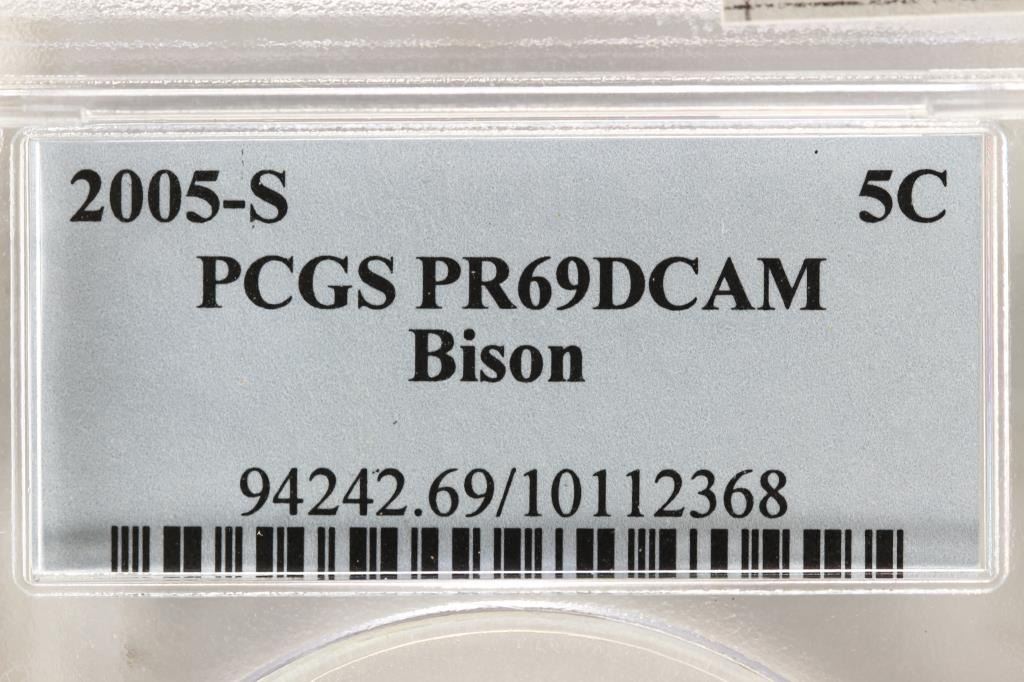 2005-S 5C
PCGS PR69DCAM
Bison
94242.69/10112368